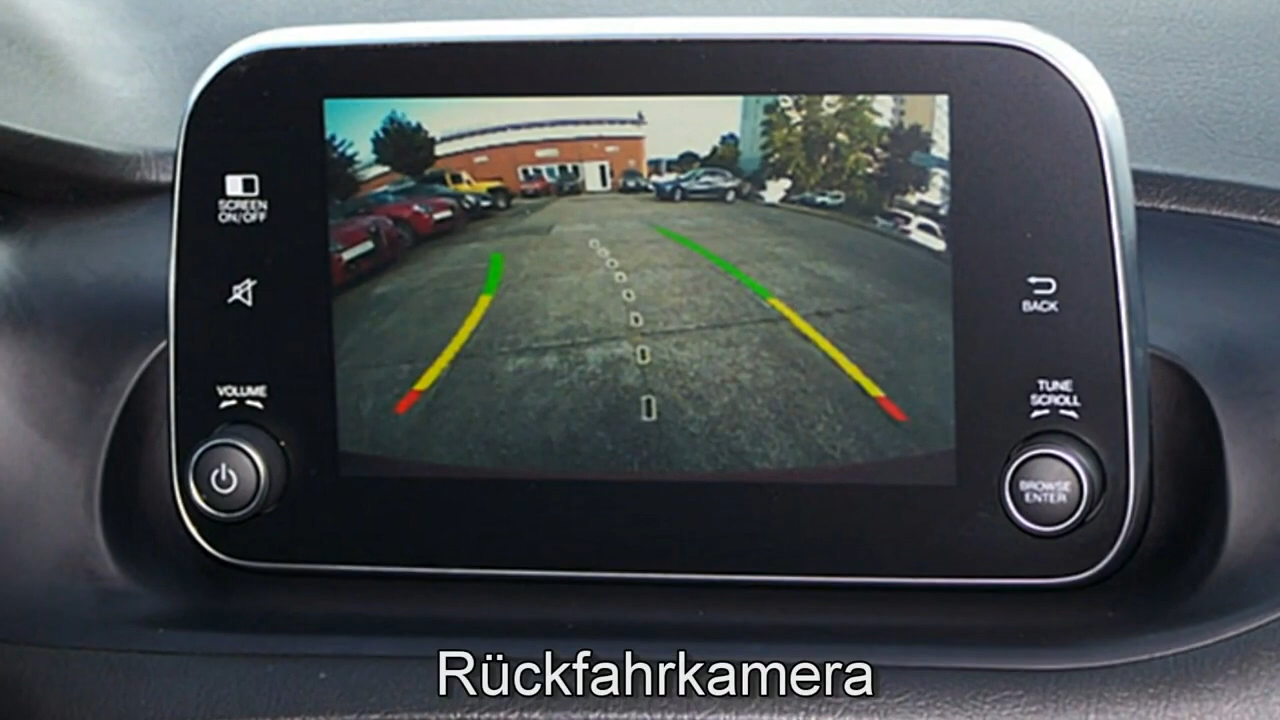 SCREEN
ON/OFF
VOLUME
BACK
TUNE
SCROLL
BROWSE
ENTER
Rückfahrkamera